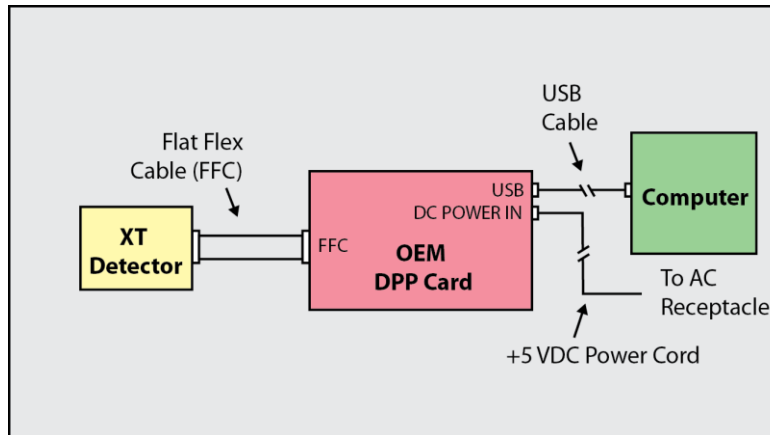 USB
Cable
Flat Flex
Cable (FFC)
USB
DC POWER IN
Computer
XT
Detector
FFC
OEM
DPP Card
To AC
Receptacle
+5 VDC Power Cord